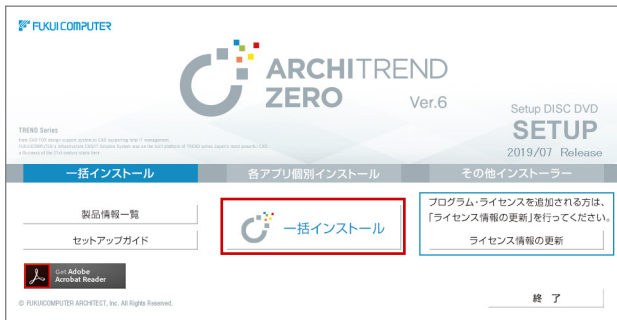 FUKUI COMPUTER
ARCHITREND
ZERO
Ver.6
Setup DISC DVD
SETUP
2019/07 Release
TREND Series
一括インストール
各アプリ個別インストール
その他インストーラー
製品情報一覧
セットアップガイド
一括インストール
プログラム・ライセンスを追加される方は、
「ライセンス情報の更新」を行ってください。
ライセンス情報の更新
Get Adobe
Acrobat Reader
© FUKUICOMPUTER ARCHITECT, Inc. All Rights Reserved.
終 了